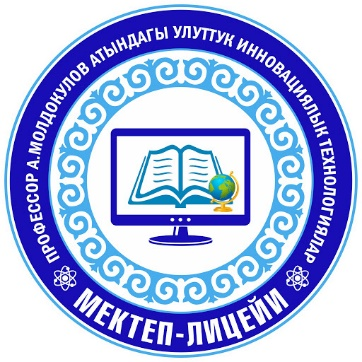 ПРОФЕССОР А.МОЛДОКУЛОВ АТЫНДАГЫ УЛУТТУК ИННОВАЦИЯЛЫК ТЕХНОЛОГИЯЛАР
МЕКТЕП-ЛИЦЕЙИ